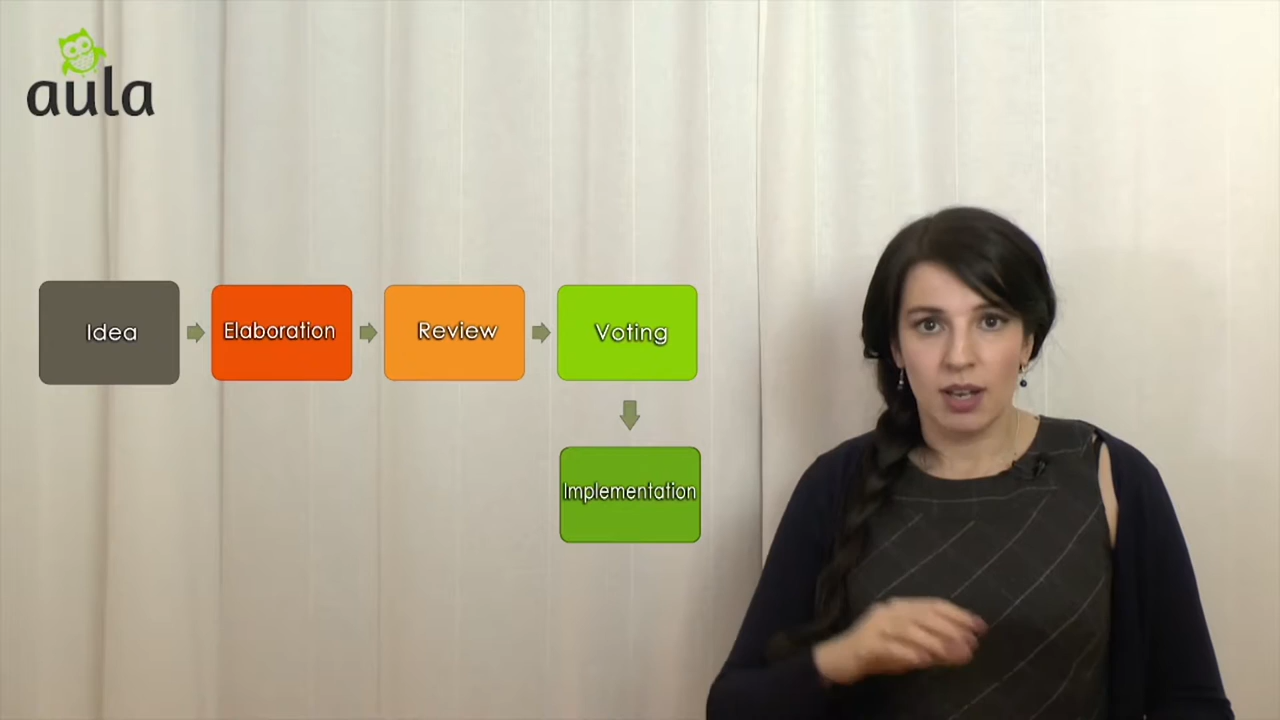 aula
Idea
Elaboration
Review
Voting
Implementation